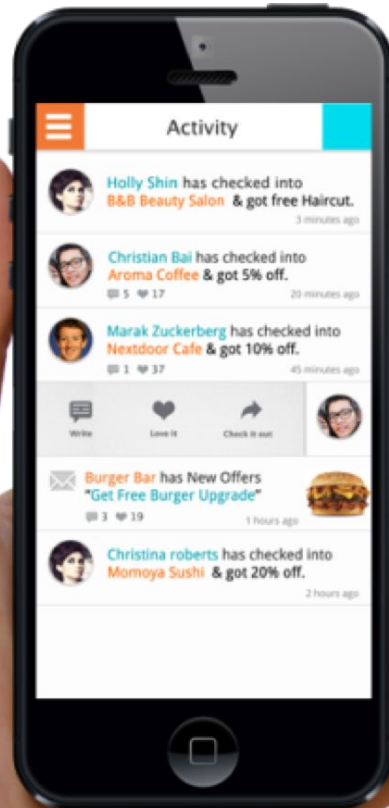 Activity
Holly Shin has checked into
B&B Beauty Salon & got free Haircut.
3 minutes ago
Christian Bai has checked into
Aroma Coffee & got 5% off.
5 17 20 minutes ago
Marak Zuckerberg has checked into
Nextdoor Cafe & got 10% off.
1 37 45 minutes ago
Write Love it Check it out
Burger Bar has New Offers
"Get Free Burger Upgrade"
3 19 1 hours ago
Christina roberts has checked into
Momoya Sushi & got 20% off.
2 hours ago